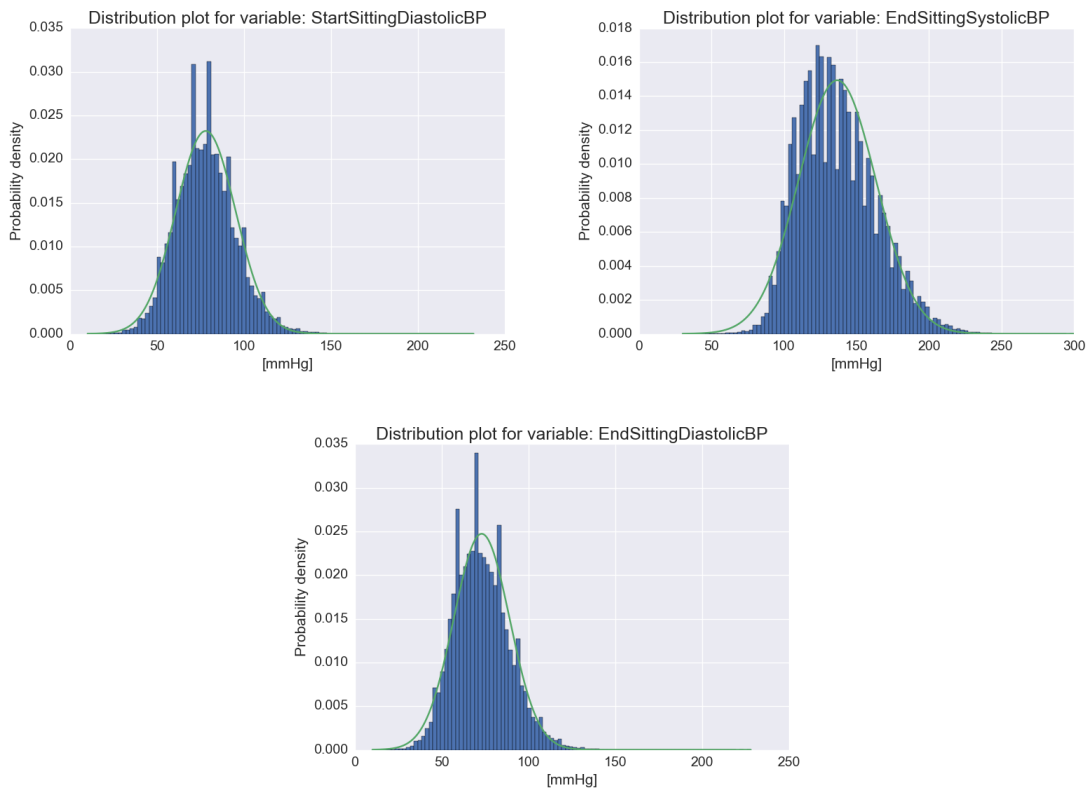 Distribution plot for variable: StartSittingDiastolicBP
0.035
0.030
0.025
0.020
0.015
0.010
0.005
0.000
Probability density
0 50 100 150 200 250
[mmHg]
Distribution plot for variable: EndSittingSystolicBP
0.018
0.016
0.014
0.012
0.010
0.008
0.006
0.004
0.002
0.000
Probability density
0 50 100 150 200 250 300
[mmHg]
Distribution plot for variable: EndSittingDiastolicBP
0.035
0.030
0.025
0.020
0.015
0.010
0.005
0.000
Probability density
0 50 100 150 200 250
[mmHg]